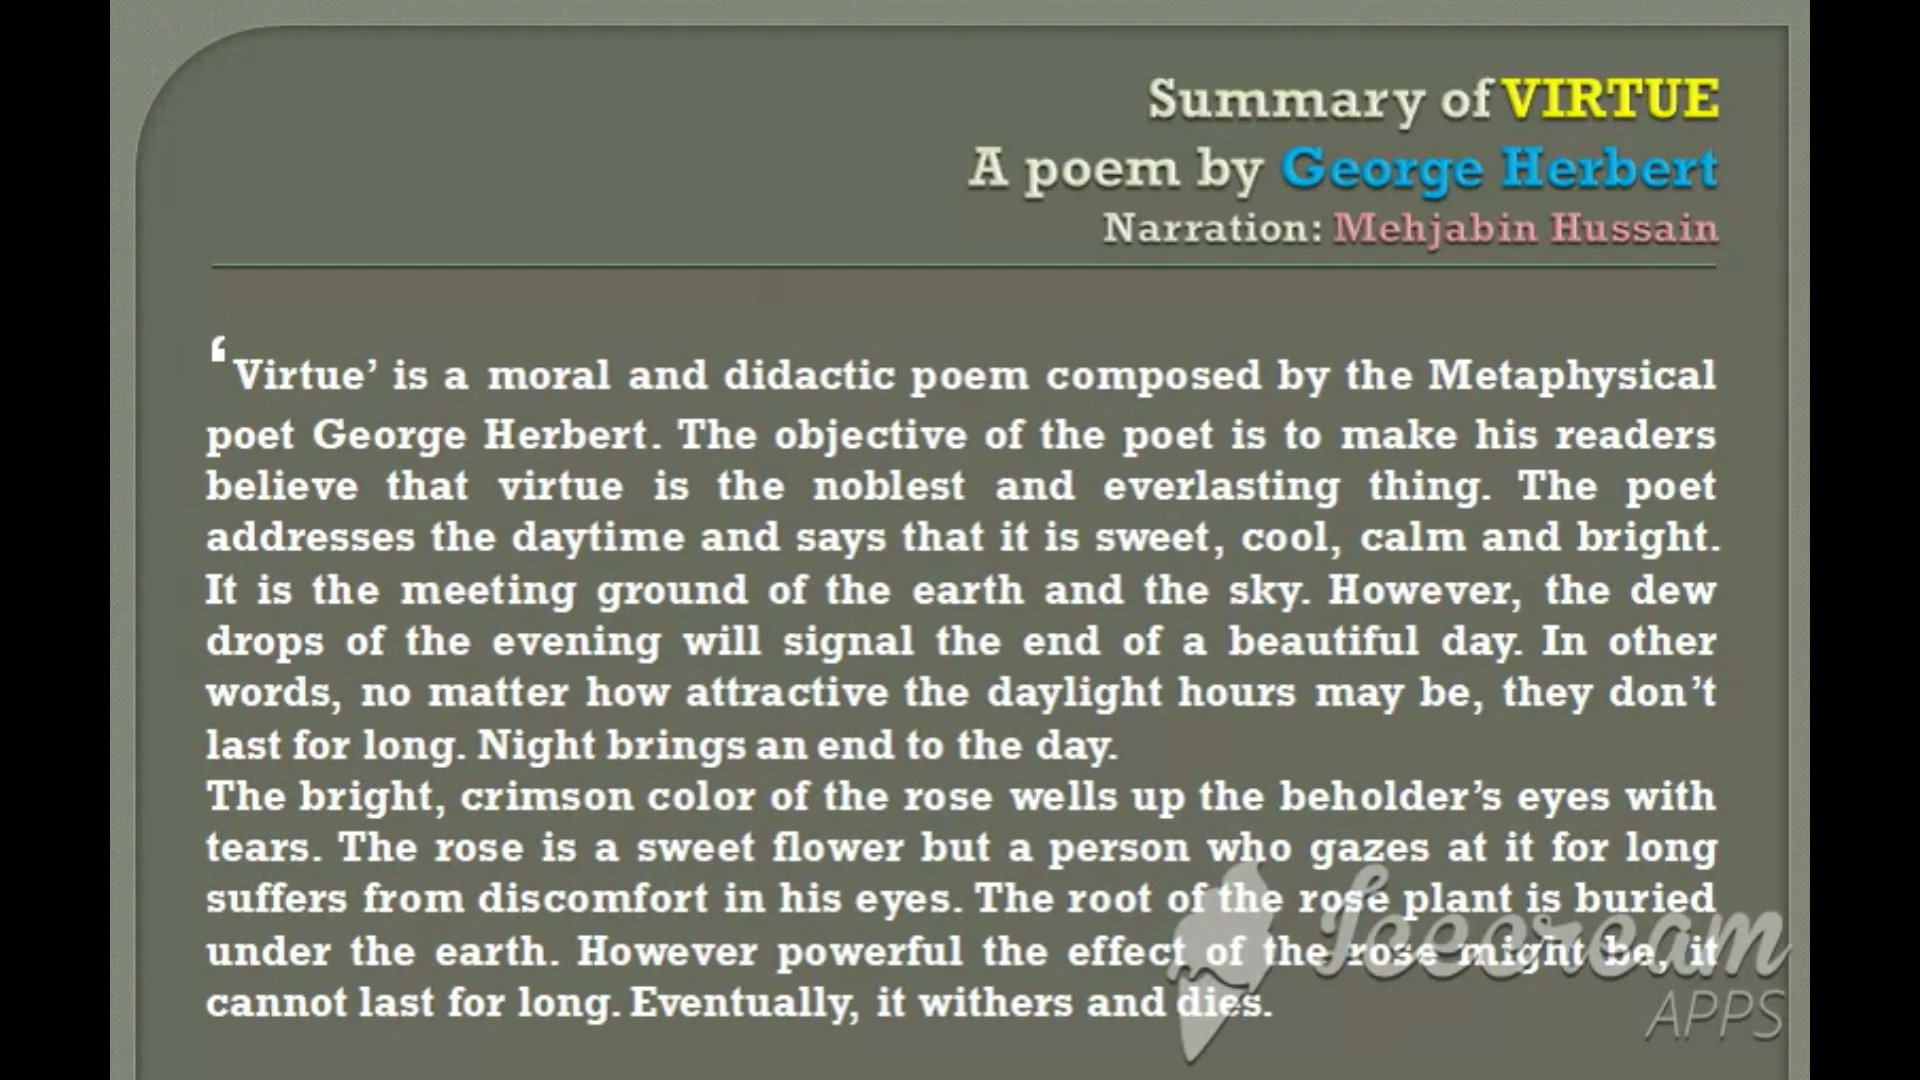 Summary of VIRTUE
A poem by George Herbert
Narration: Mehjabin Hussain
‘Virtue’ is a moral and didactic poem composed by the Metaphysical
poet George Herbert. The objective of the poet is to make his readers
believe that virtue is the noblest and everlasting thing. The poet
addresses the daytime and says that it is sweet, cool, calm and bright.
It is the meeting ground of the earth and the sky. However, the dew
drops of the evening will signal the end of a beautiful day. In other
words, no matter how attractive the daylight hours may be, they don’t
last for long. Night brings an end to the day.
The bright, crimson color of the rose wells up the beholder’s eyes with
tears. The rose is a sweet flower but a person who gazes at it for long
suffers from discomfort in his eyes. The root of the rose plant is buried
under the earth. However powerful the effect of the rose might be, it
cannot last for long. Eventually, it withers and dies.
Icecream
APPS